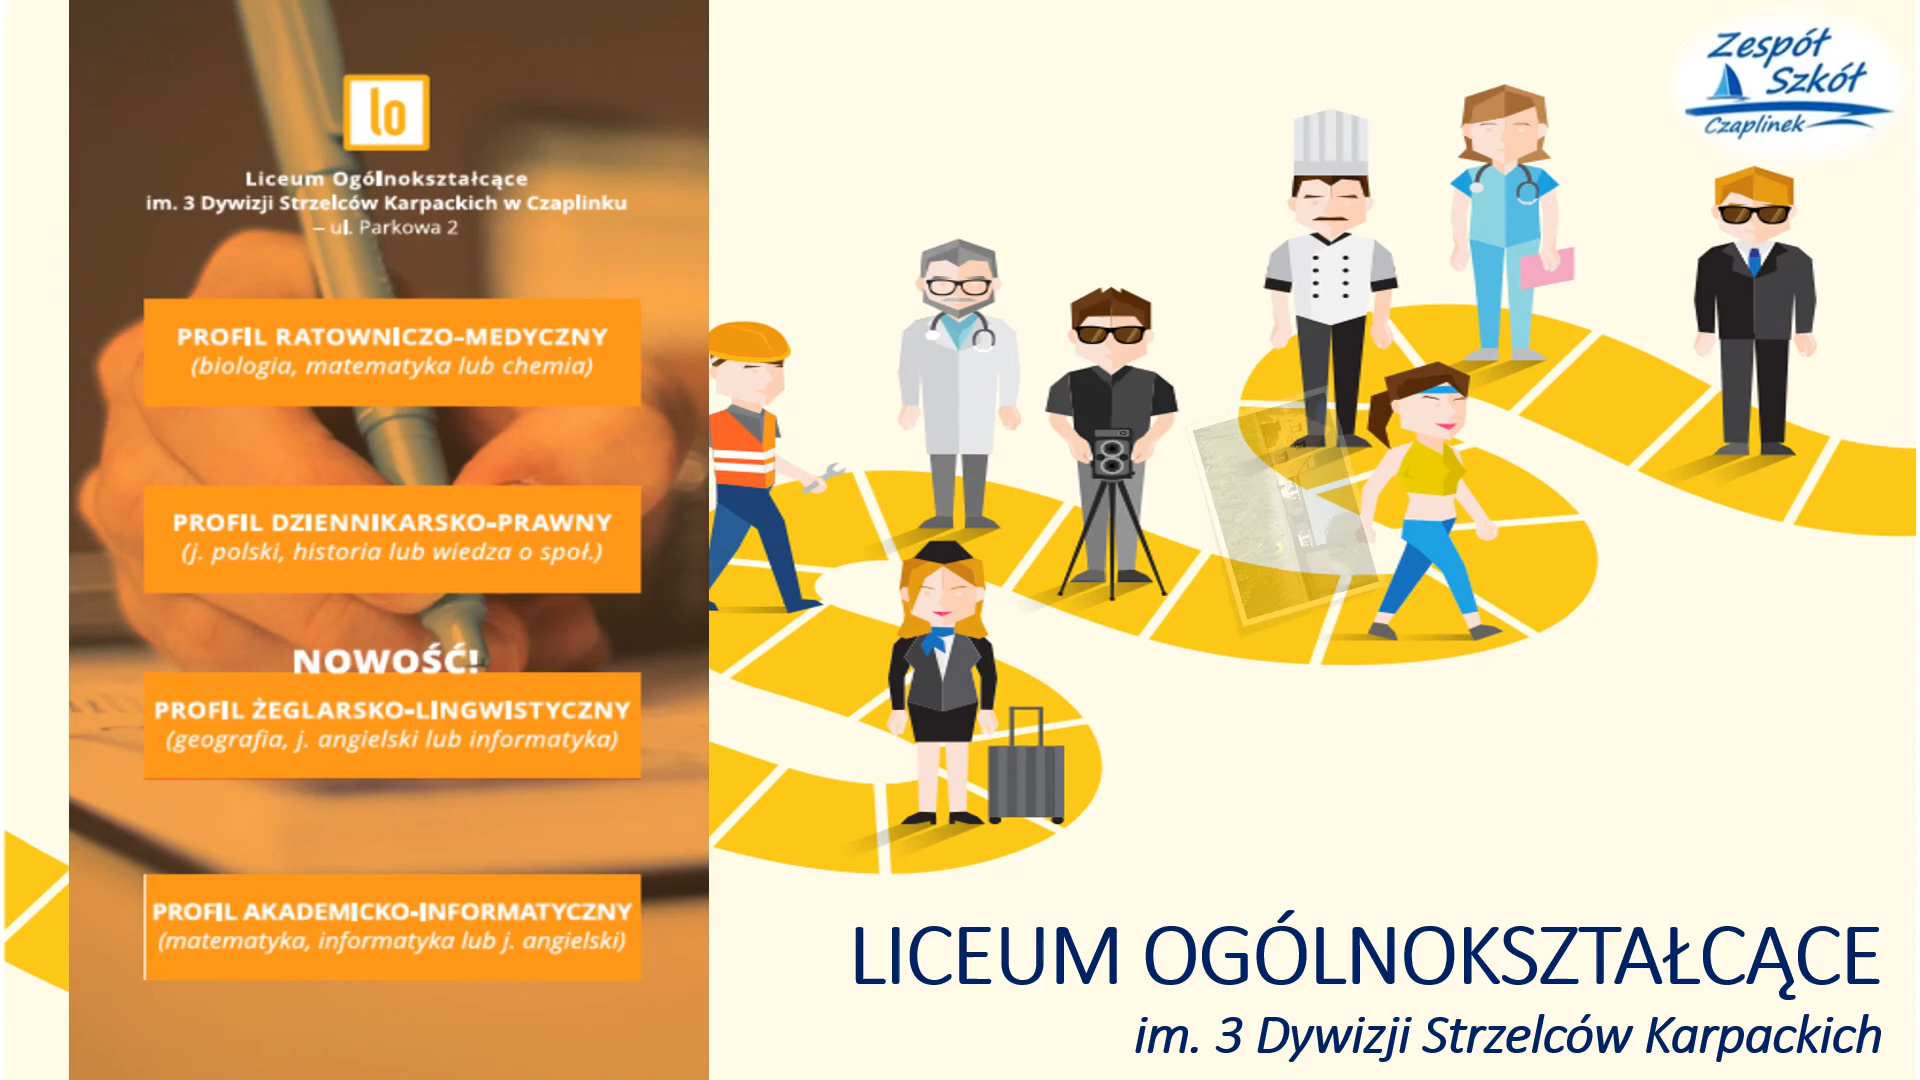 lo
Liceum Ogólnokształcące
im. 3 Dywizji Strzelców Karpackich w Czaplinku
– ul. Parkowa 2
PROFIL RATOWNICZO-MEDYCZNY
(biologia, matematyka lub chemia)
PROFIL DZIENNIKARSKO-PRAWNY
(j. polski, historia lub wiedza o społ.)
NOWOŚĆ!
PROFIL ŻEGLARSKO-LINGWISTYCZNY
(geografia, j. angielski lub informatyka)
PROFIL AKADEMICKO-INFORMATYCZNY
(matematyka, informatyka lub j. angielski)
Zespół
Szkół
Czaplinek
LICEUM OGÓLNOKSZTAŁCĄCE
im. 3 Dywizji Strzelców Karpackich